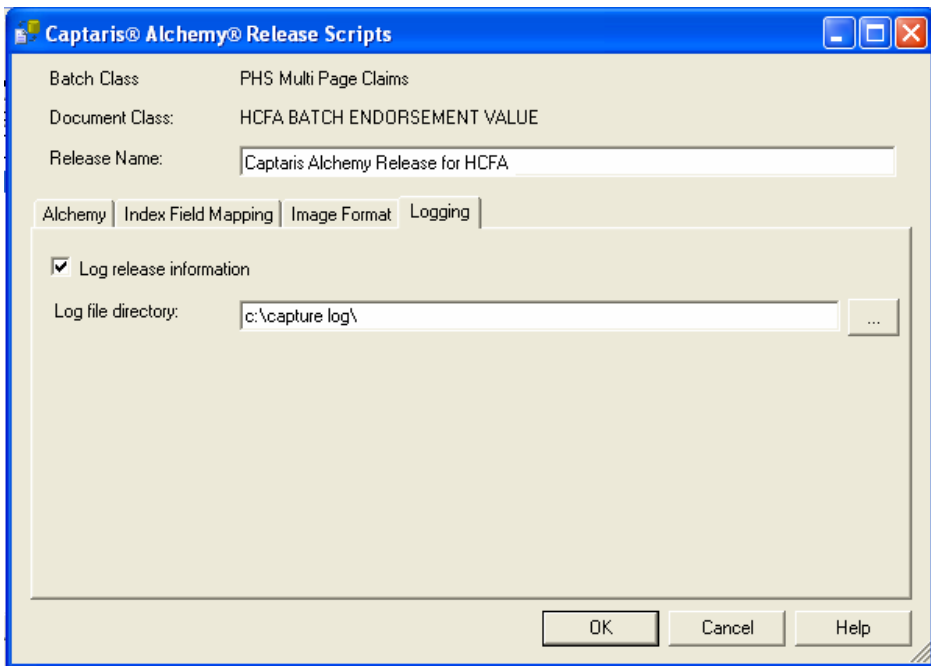 Captaris® Alchemy® Release Scripts
Batch Class PHS Multi Page Claims
Document Class: HCFA BATCH ENDORSEMENT VALUE
Release Name: Captaris Alchemy Release for HCFA
Alchemy Index Field Mapping Image Format Logging
Log release information
Log file directory: c:\capture log\ ...
OK Cancel Help